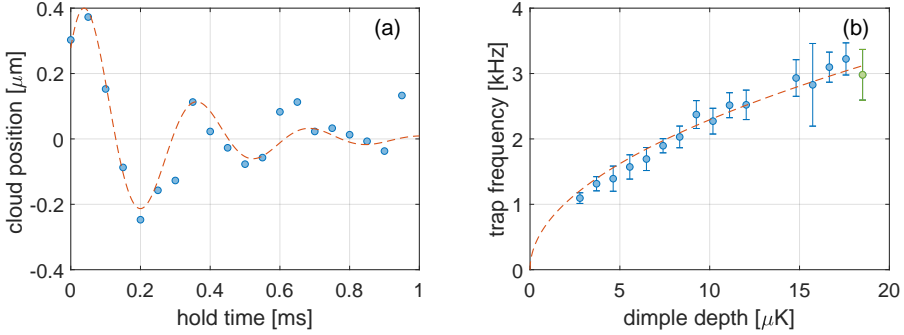 (a)
0.4
0.2
0
-0.2
-0.4
cloud position [μm]
0 0.2 0.4 0.6 0.8 1
hold time [ms]
(b)
4
3
2
1
0
trap frequency [kHz]
0 5 10 15 20
dimple depth [μK]